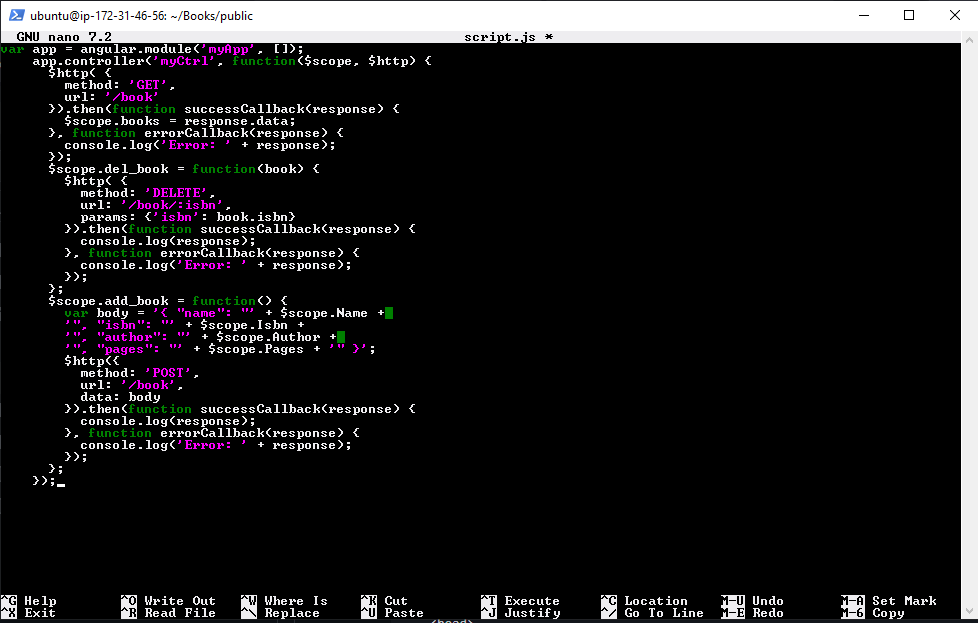 ubuntu@ip-172-31-46-56: ~/Books/public
GNU nano 7.2 script.js *
var app = angular.module('myApp', []);
    app.controller('myCtrl', function($scope, $http) {
      $http( {
        method: 'GET',
        url: '/book'
      }).then(function successCallback(response) {
        $scope.books = response.data;
      }, function errorCallback(response) {
        console.log('Error: ' + response);
      });
      $scope.del_book = function(book) {
        $http( {
          method: 'DELETE',
          url: '/book/:isbn',
          params: {'isbn': book.isbn}
        }).then(function successCallback(response) {
          console.log(response);
        }, function errorCallback(response) {
          console.log('Error: ' + response);
        });
      };
      $scope.add_book = function() {
        var body = '{ "name": "' + $scope.Name +
        '", "isbn": "' + $scope.Isbn +
        '", "author": "' + $scope.Author +
        '", "pages": "' + $scope.Pages + '" }';
        $http({
          method: 'POST',
          url: '/book',
          data: body
        }).then(function successCallback(response) {
          console.log(response);
        }, function errorCallback(response) {
          console.log('Error: ' + response);
        });
      };
    });
^G Help ^O Write Out ^W Where Is ^K Cut ^T Execute ^C Location M-U Undo M-A Set Mark
^X Exit ^R Read File ^\ Replace ^U Paste ^J Justify ^/ Go To Line M-E Redo M-6 Copy